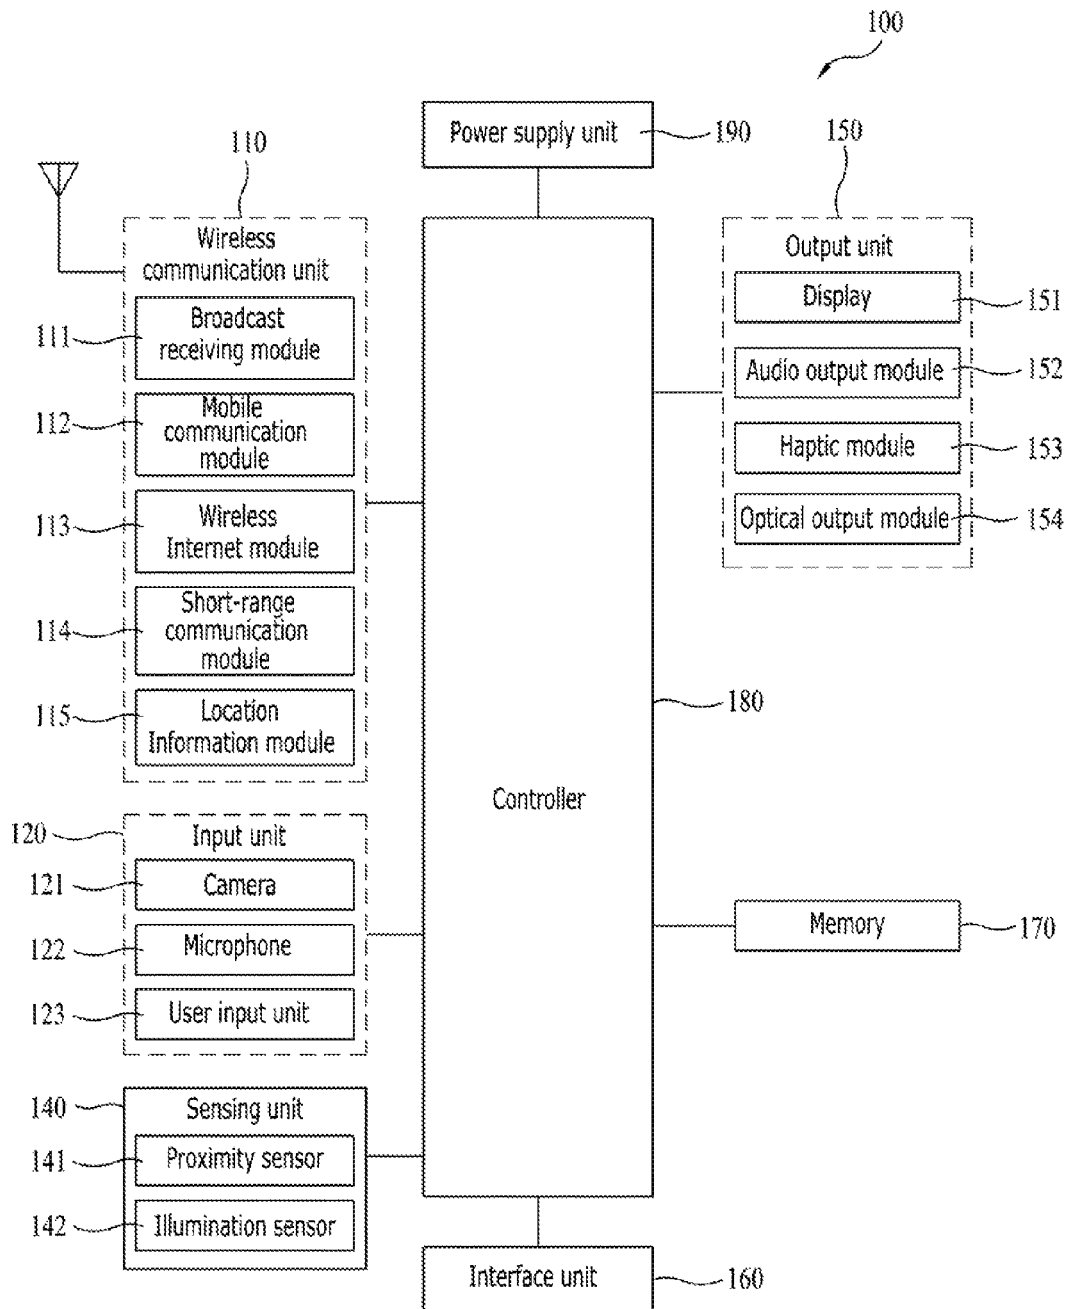 100
Power supply unit
190
110
150
Wireless
communication unit
Broadcast
receiving module
111
Mobile
communication
module
112
Wireless
Internet module
113
Short-range
communication
module
114
Location
Information module
115
Output unit
Display
151
Audio output module
152
Haptic module
153
Optical output module
154
Controller
180
120
Input unit
121
Camera
122
Microphone
123
User input unit
Memory
170
140
Sensing unit
141
Proximity sensor
142
Illumination sensor
Interface unit
160